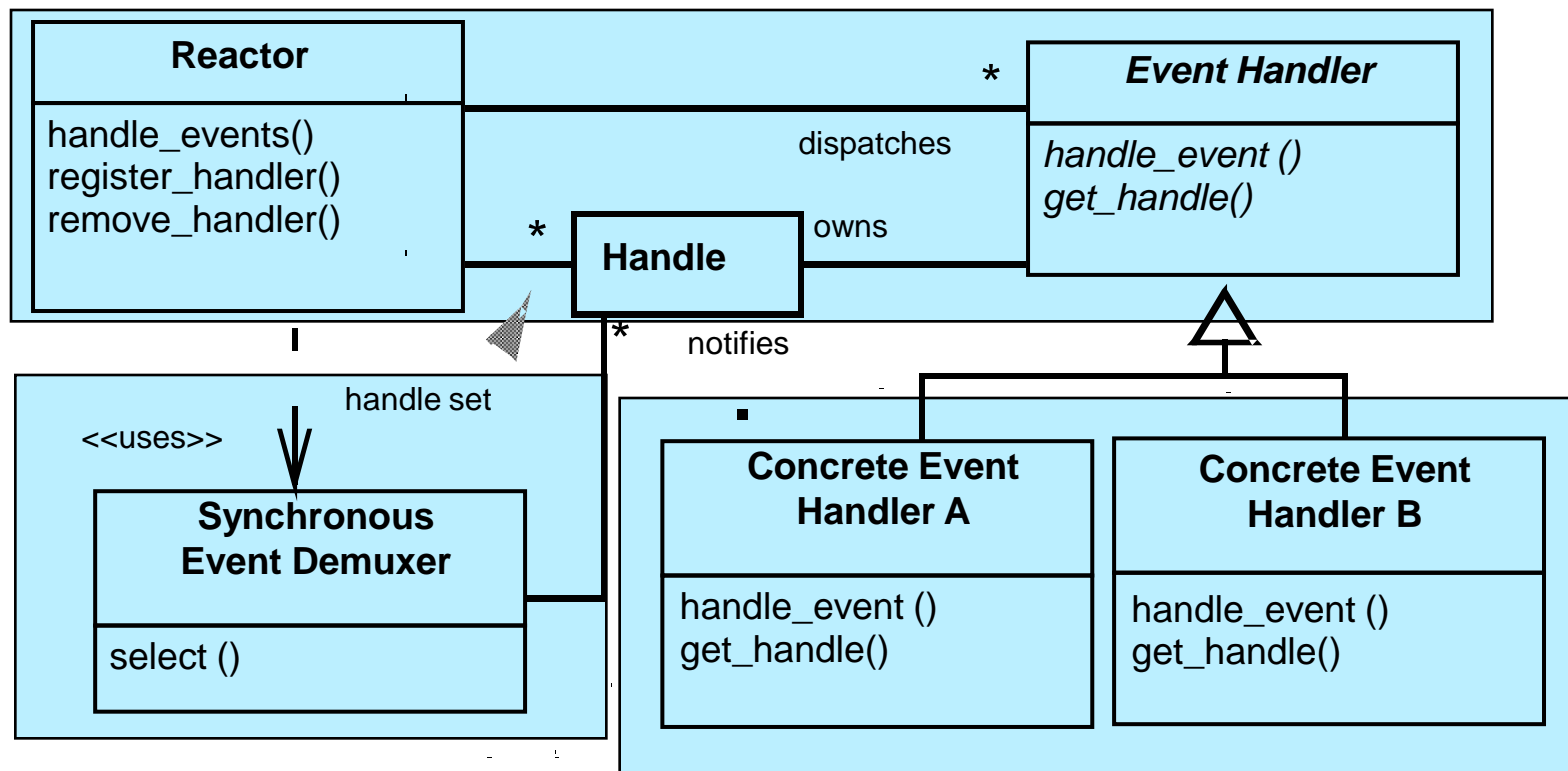 Reactor
handle_events()
register_handler()
remove_handler()
*
dispatches
Event Handler
handle_event ()
get_handle()
*
Handle
owns
*
notifies
handle set
<<uses>>
Synchronous
Event Demuxer
select ()
Concrete Event
Handler A
handle_event ()
get_handle()
Concrete Event
Handler B
handle_event ()
get_handle()